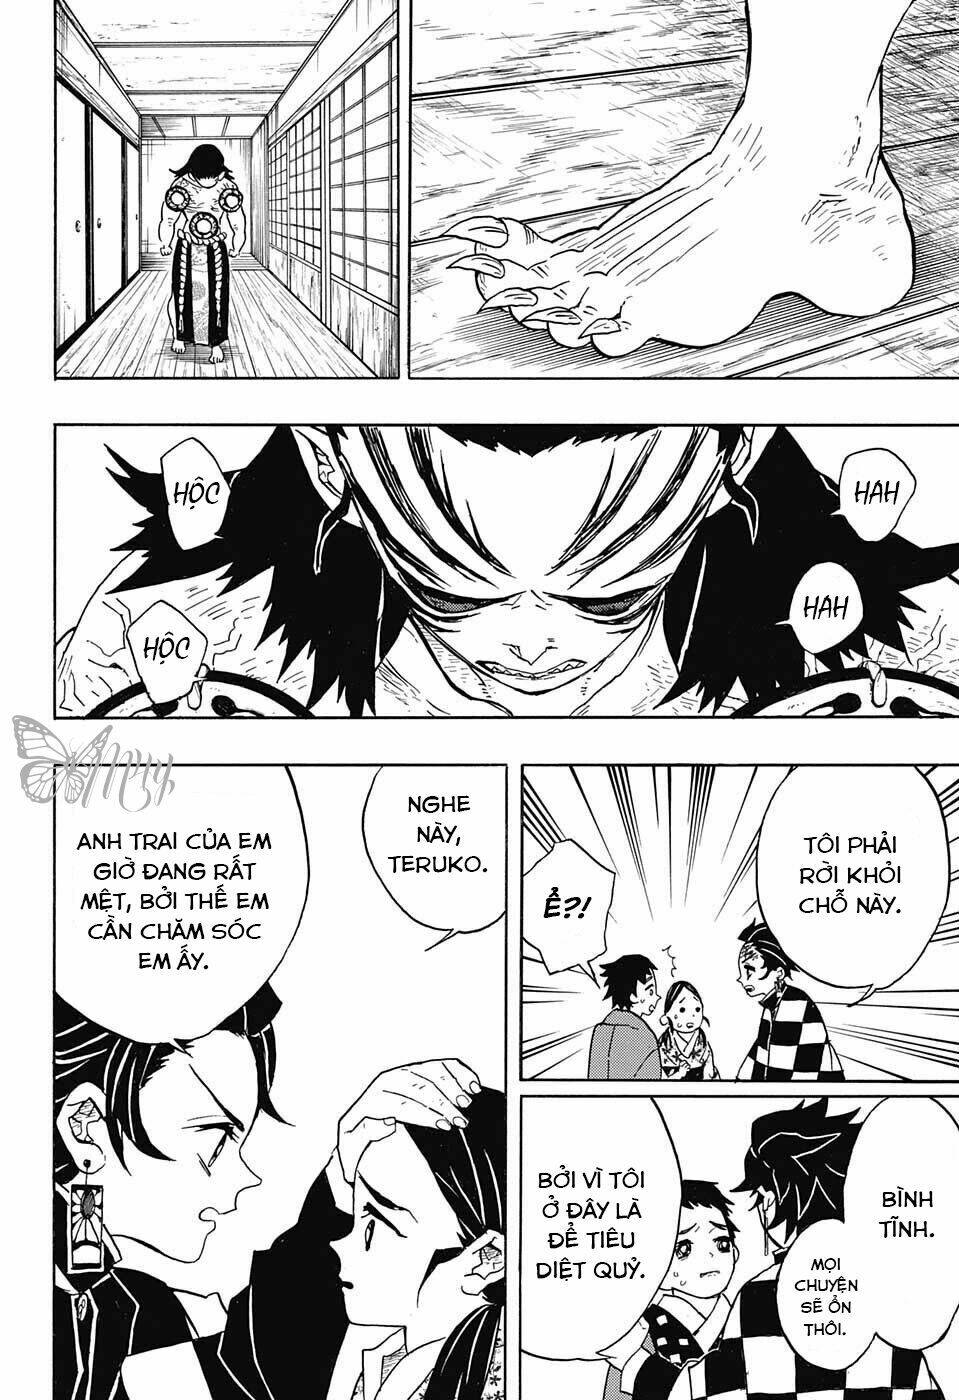 HAH
HAH
HỘC
HỘC
TÔI PHẢI
RỜI KHỎI
CHỖ NÀY.
Ể?!
BÌNH
TĨNH.
MỌI
CHUYỆN
SẼ ỔN
THÔI.
BỞI VÌ TÔI
Ở ĐÂY LÀ
ĐỂ TIÊU
DIỆT QUỶ.
NGHE
NÀY,
TERUKO.
ANH TRAI CỦA EM
GIỜ ĐANG RẤT
MỆT, BỞI THẾ EM
CẦN CHĂM SÓC
EM ẤY.